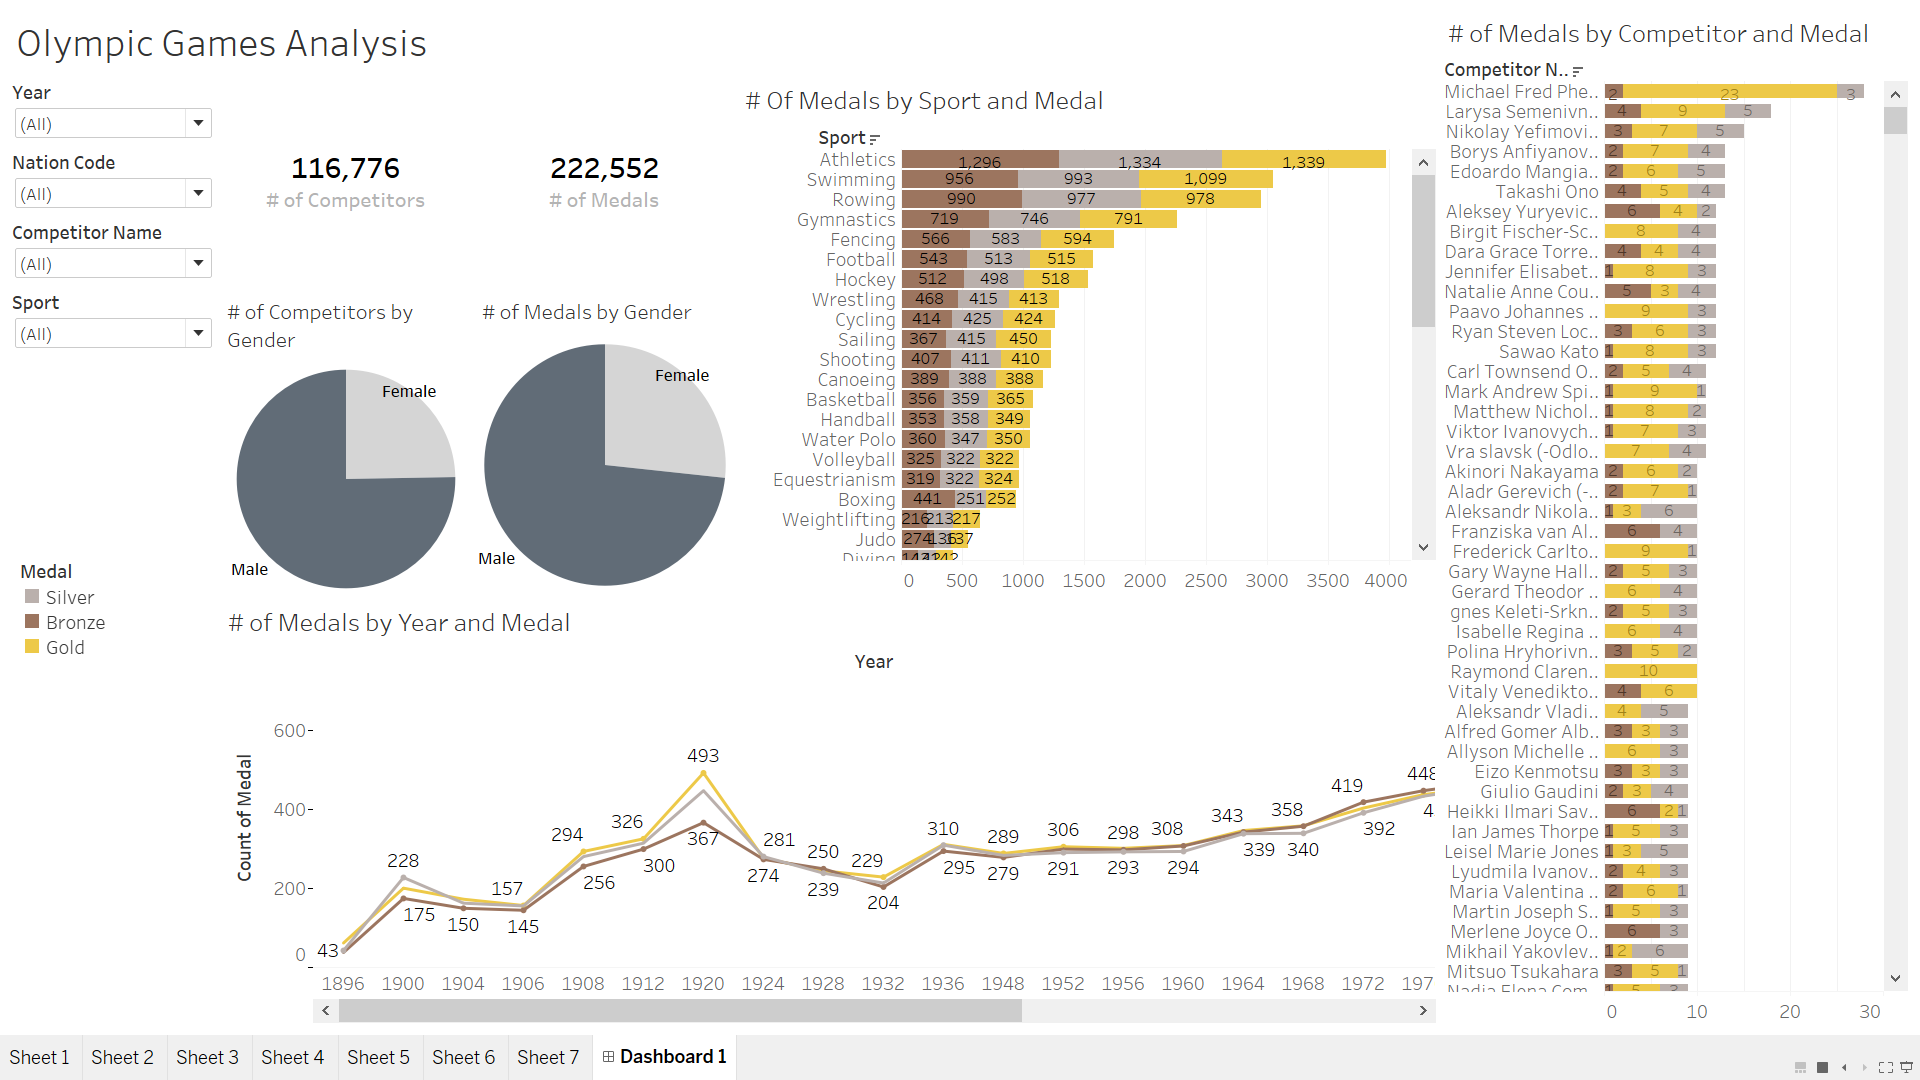 Olympic Games Analysis
Year
(All)
Nation Code
(All)
Competitor Name
(All)
Sport
(All)
116,776
# of Competitors
222,552
# of Medals
# of Competitors by
Gender
Female
Male
# of Medals by Gender
Female
Male
Medal
Silver
Bronze
Gold
# Of Medals by Sport and Medal
Sport
Athletics 1,296 1,334 1,339
Swimming 956 993 1,099
Rowing 990 977 978
Gymnastics 719 746 791
Fencing 566 583 594
Football 543 513 515
Hockey 512 498 518
Wrestling 468 415 413
Cycling 414 425 424
Sailing 367 415 450
Shooting 407 411 410
Canoeing 389 388 388
Basketball 356 359 365
Handball 353 358 349
Water Polo 360 347 350
Volleyball 325 322 322
Equestrianism 319 322 324
Boxing 441 251 252
Weightlifting 216 213 217
Judo 274 136 137
Diving
0 500 1000 1500 2000 2500 3000 3500 4000
# of Medals by Year and Medal
Year
Count of Medal
600
400
200
0
43
228
175
150
157
145
294
256
326
300
493
367
281
274
250
239
229
204
310
295
289
279
306
291
298
293
308
294
343
339
358
340
419
392
448
4
1896 1900 1904 1906 1908 1912 1920 1924 1928 1932 1936 1948 1952 1956 1960 1964 1968 1972 197
# of Medals by Competitor and Medal
Competitor N..
Michael Fred Phe.. 2 23 3
Larysa Semenivn.. 4 9 5
Nikolay Yefimovi.. 3 7 5
Borys Anfiyanov.. 2 7 4
Edoardo Mangia.. 2 6 5
Takashi Ono 4 5 4
Aleksey Yuryevic.. 6 4 2
Birgit Fischer-Sc.. 8 4
Dara Grace Torre.. 4 4 4
Jennifer Elisabet.. 1 8 3
Natalie Anne Cou.. 5 3 4
Paavo Johannes .. 9 3
Ryan Steven Loc.. 3 6 3
Sawao Kato 1 8 3
Carl Townsend O.. 2 5 4
Mark Andrew Spi.. 1 9 1
Matthew Nichol.. 1 8 2
Viktor Ivanovych.. 1 7 3
Vra slavsk (-Odlo.. 7 4
Akinori Nakayama 2 6 2
Aladr Gerevich (-.. 2 7 1
Aleksandr Nikola.. 1 3 6
Franziska van Al.. 6 4
Frederick Carlto.. 9 1
Gary Wayne Hall.. 2 5 3
Gerard Theodor .. 6 4
gnes Keleti-Srkn.. 2 5 3
Isabelle Regina .. 6 4
Polina Hryhorivn.. 3 5 2
Raymond Claren.. 10
Vitaly Venedikto.. 4 6
Aleksandr Vladi.. 4 5
Alfred Gomer Alb.. 3 3 3
Allyson Michelle .. 6 3
Eizo Kenmotsu 3 3 3
Giulio Gaudini 2 3 4
Heikki Ilmari Sav.. 6 2 1
Ian James Thorpe 1 5 3
Leisel Marie Jones 1 3 5
Lyudmila Ivanov.. 2 4 3
Maria Valentina .. 2 6 1
Martin Joseph S.. 1 5 3
Merlene Joyce O.. 6 3
Mikhail Yakovlev.. 1 2 6
Mitsuo Tsukahara 3 5 1
Nadia Elena Com..
0 10 20 30
Sheet 1 Sheet 2 Sheet 3 Sheet 4 Sheet 5 Sheet 6 Sheet 7 Dashboard 1